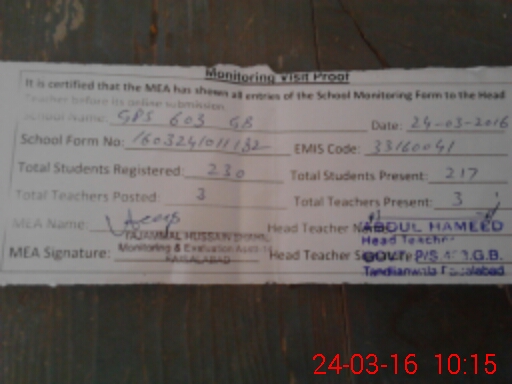 Monitoring Visit Proof
It is certified that the MEA has shown all entries of the School Monitoring Form to the Head
Teacher before its online submission.
School Name: GPS 603 GB Date: 24-03-2016
School Form No: EMIS Code: 33160041
Total Students Registered: 230 Total Students Present: 217
Total Teachers Posted: 3 Total Teachers Present: 3
MEA Name: Head Teacher ABDUL HAMEED
TAJAMMAL HUSSAIN Head Teacher
MEA Signature: Monitoring & Evaluation Head Teacher GOVT. P/S G.B.
FAISALABAD Tandlianwala Faisalabad
24-03-16 10:15